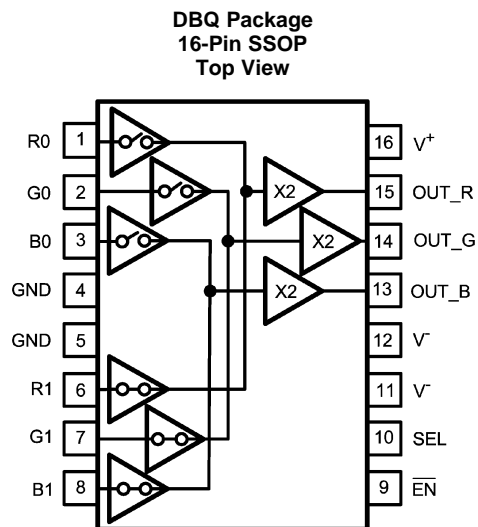 DBQ Package
16-Pin SSOP
Top View
R0 1 16 V+
G0 2 X2 15 OUT_R
B0 3 X2 14 OUT_G
GND 4 X2 13 OUT_B
GND 5 12 V-
R1 6 11 V-
G1 7 10 SEL
B1 8 9 EN